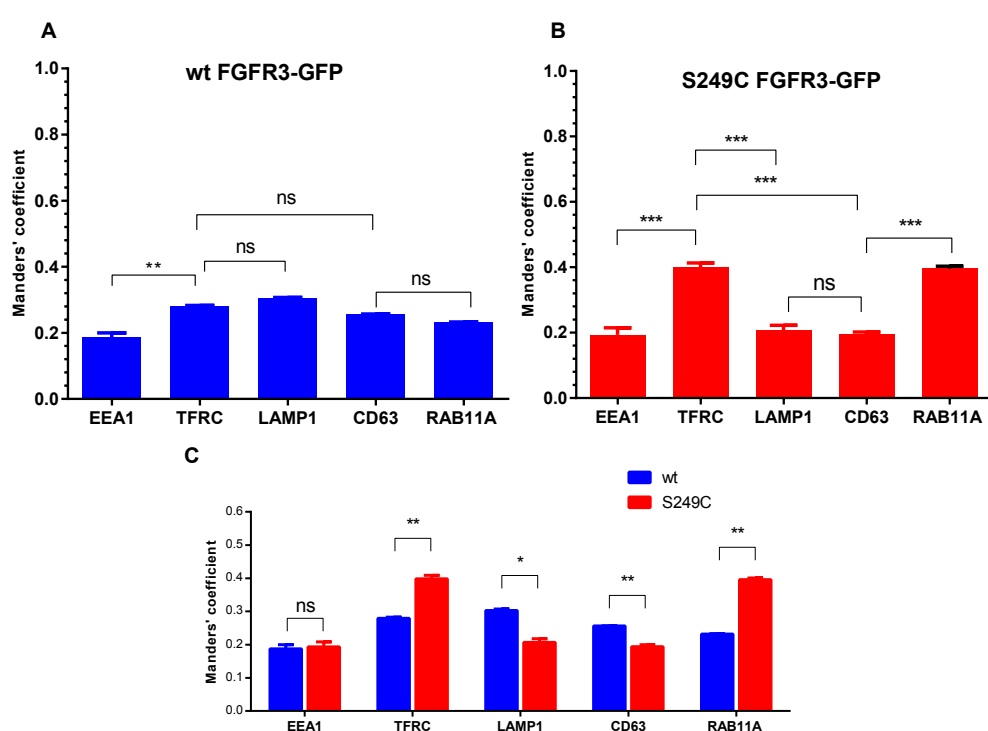 A
wt FGFR3-GFP
Manders' coefficient
1.0
0.8
0.6
0.4
0.2
0.0
**
ns
ns
ns
EEA1 TFRC LAMP1 CD63 RAB11A
B
S249C FGFR3-GFP
Manders' coefficient
1.0
0.8
0.6
0.4
0.2
0.0
***
***
***
ns
***
EEA1 TFRC LAMP1 CD63 RAB11A
C
wt
S249C
Manders' coefficient
0.6
0.5
0.4
0.3
0.2
0.1
0.0
ns
**
*
**
**
EEA1 TFRC LAMP1 CD63 RAB11A